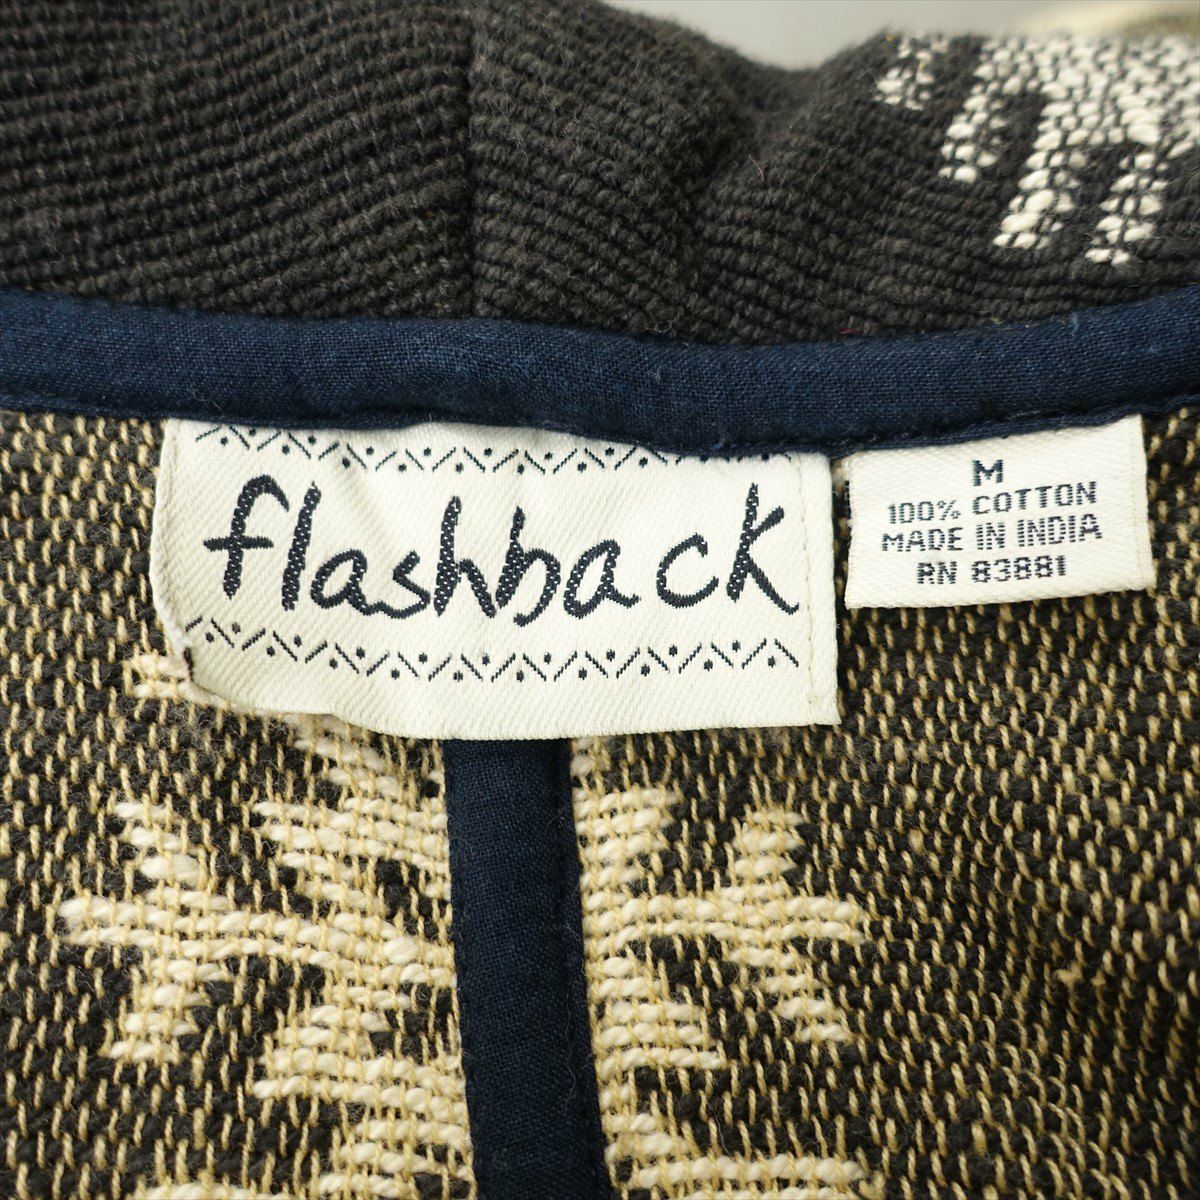 flashback
M
100% COTTON
MADE IN INDIA
RN 83881